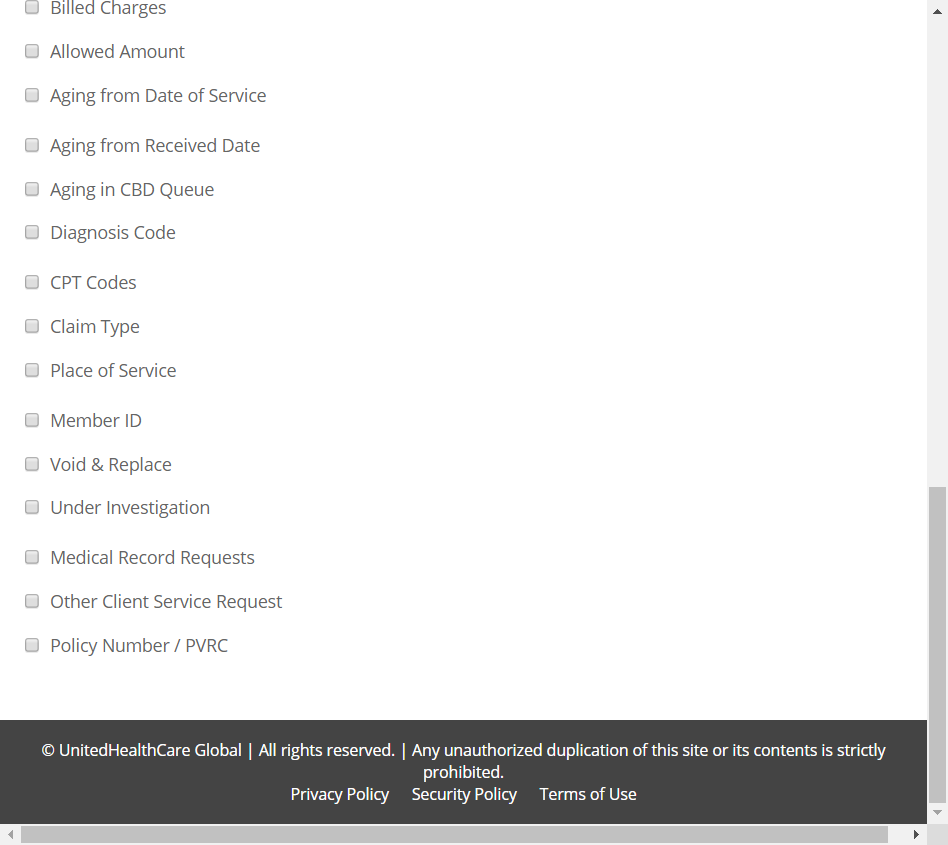 Billed Charges
Allowed Amount
Aging from Date of Service
Aging from Received Date
Aging in CBD Queue
Diagnosis Code
CPT Codes
Claim Type
Place of Service
Member ID
Void & Replace
Under Investigation
Medical Record Requests
Other Client Service Request
Policy Number / PVRC
© UnitedHealthCare Global | All rights reserved. | Any unauthorized duplication of this site or its contents is strictly
prohibited.
Privacy Policy Security Policy Terms of Use